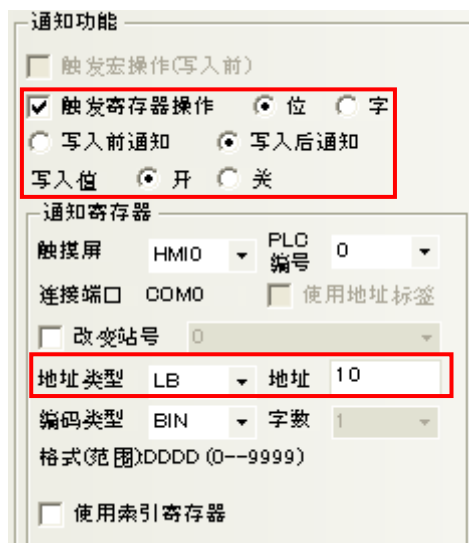 通知功能
触发宏操作(写入前)
触发寄存器操作 位 字
写入前通知 写入后通知
写入值 开 关
通知寄存器
触摸屏 HMI0 PLC编号 0
连接端口 COM0 使用地址标签
改变站号 0
地址类型 LB 地址 10
编码类型 BIN 字数 1
格式(范围):DDDD (0--9999)
使用索引寄存器